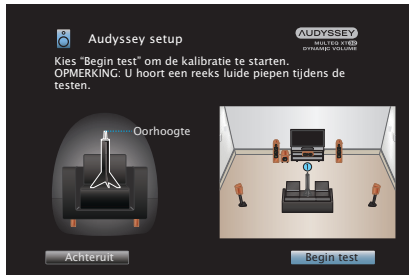 Audyssey setup
AUDYSSEY
MULTEQ XT32
DYNAMIC VOLUME
Kies "Begin test" om de kalibratie te starten.
OPMERKING: U hoort een reeks luide piepen tijdens de
testen.
Oorhoogte
1
Achteruit
Begin test